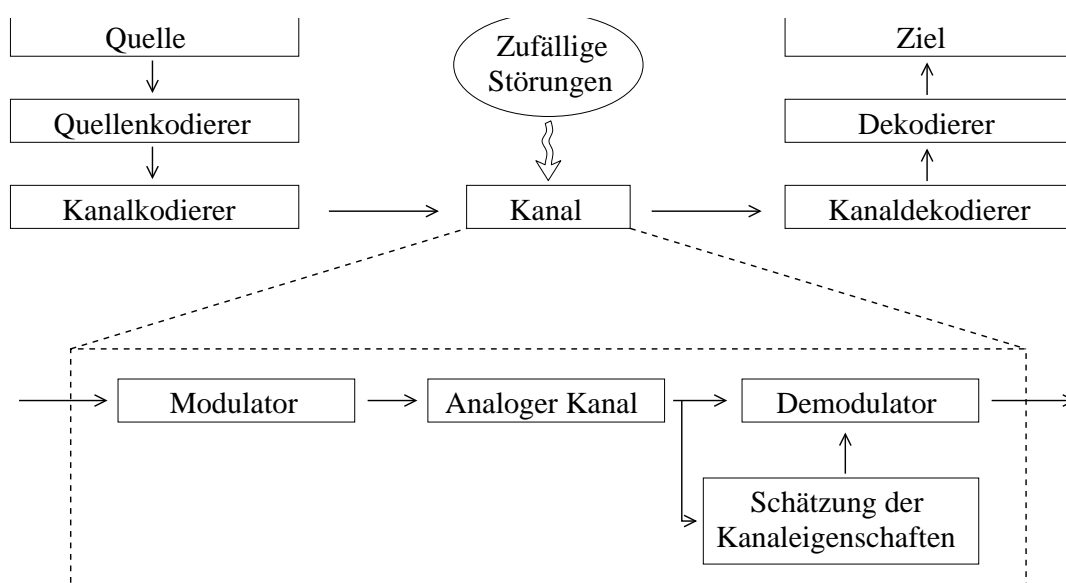 Quelle
Zufällige
Störungen
Ziel
Quellenkodierer
Dekodierer
Kanalkodierer
Kanal
Kanaldekodierer
Modulator
Analoger Kanal
Demodulator
Schätzung der
Kanaleigenschaften